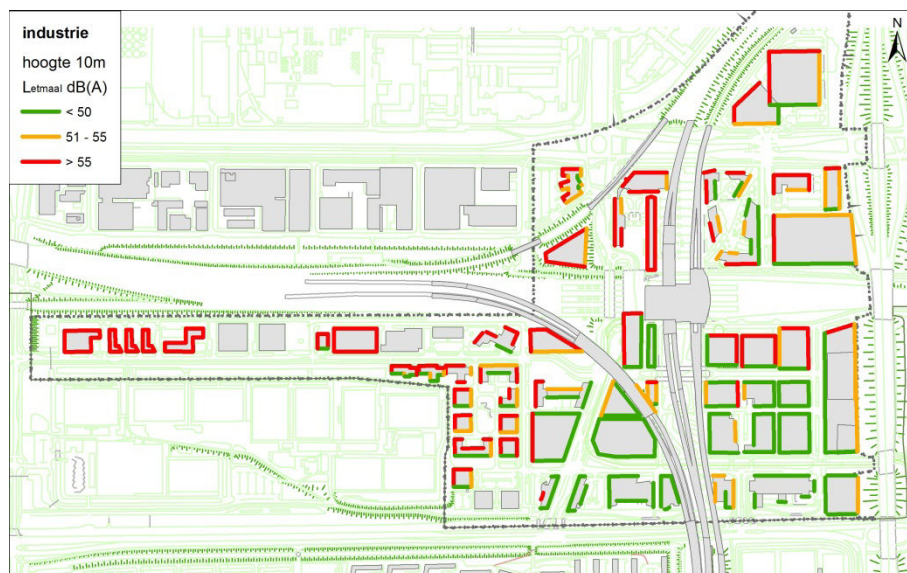 industrie
hoogte 10m
Letmaal dB(A)
< 50
51 - 55
> 55
N